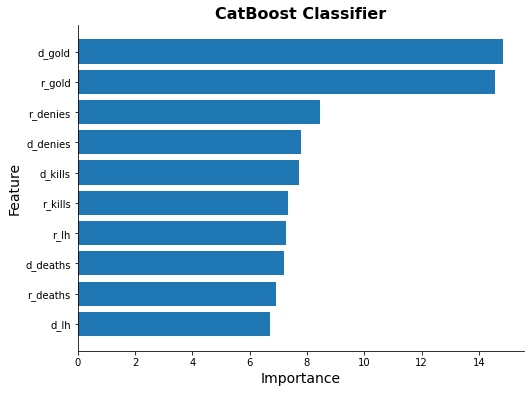 CatBoost Classifier
Feature
d_gold
r_gold
r_denies
d_denies
d_kills
r_kills
r_lh
d_deaths
r_deaths
d_lh
0 2 4 6 8 10 12 14
Importance